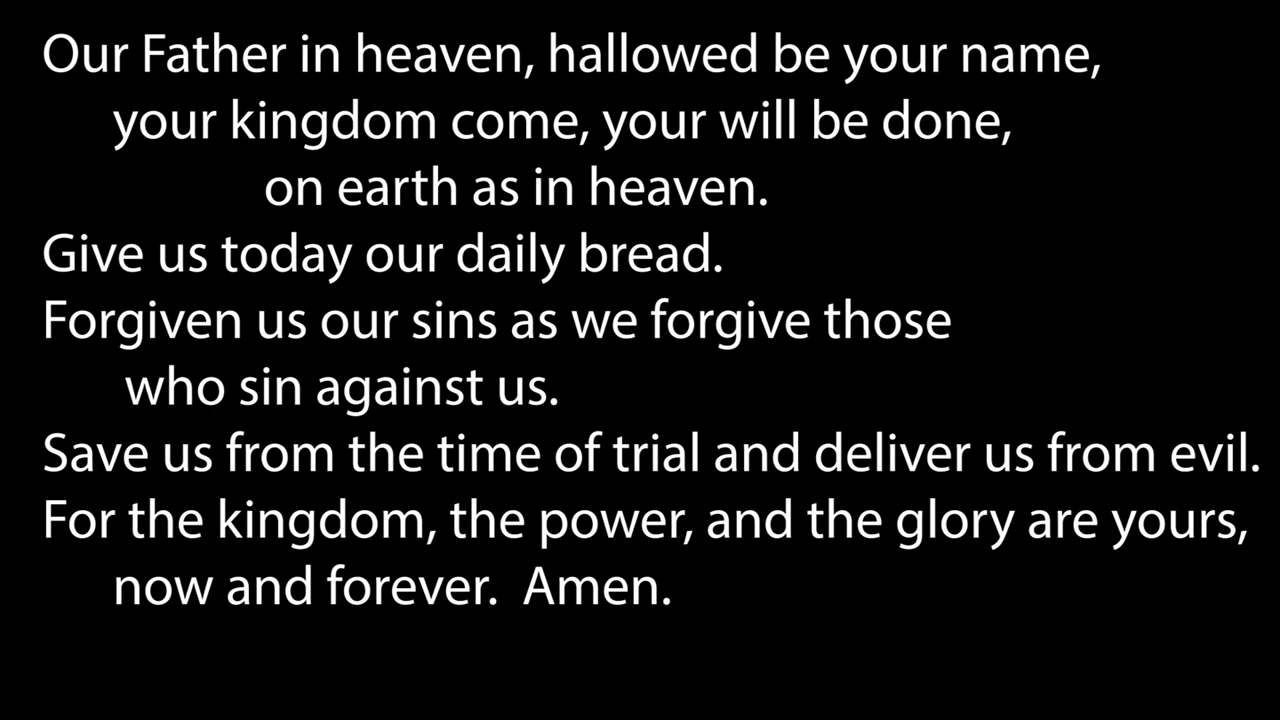 Our Father in heaven, hallowed be your name,
your kingdom come, your will be done,
on earth as in heaven.
Give us today our daily bread.
Forgiven us our sins as we forgive those
who sin against us.
Save us from the time of trial and deliver us from evil.
For the kingdom, the power, and the glory are yours,
now and forever.  Amen.